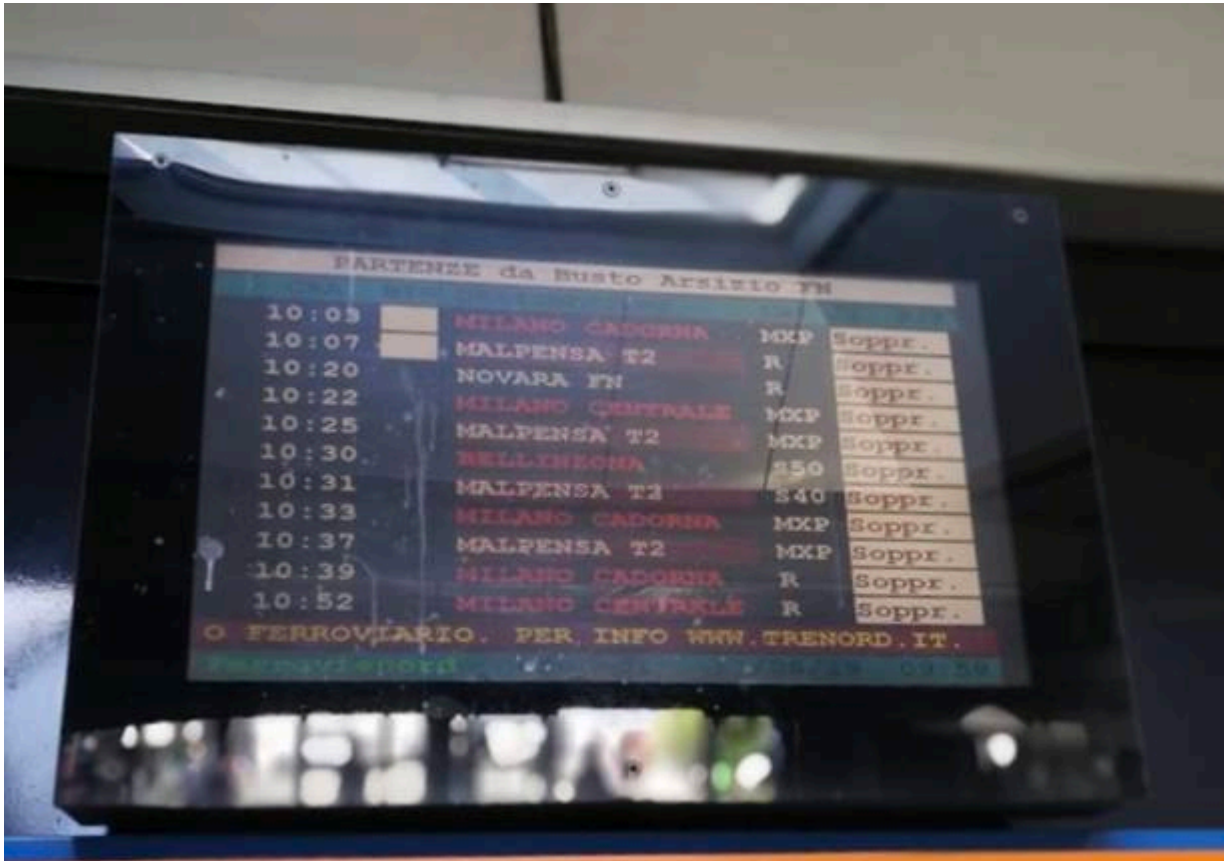 PARTENZE da Busto Arsizio FN
10:03 MILANO CADORNA MXP Soppr.
10:07 MALPENSA T2 R Soppr.
10:20 NOVARA FN R Soppr.
10:22 MILANO CENTRALE MXP Soppr.
10:25 MALPENSA T2 MXP Soppr.
10:30 BELLINZONA S50 Soppr.
10:31 MALPENSA T2 S40 Soppr.
10:33 MILANO CADORNA MXP Soppr.
10:37 MALPENSA T2 MXP Soppr.
10:39 MILANO CADORNA R Soppr.
10:52 MILANO CENTRALE R Soppr.
O FERROVIARIO. PER INFO WWW.TRENORD.IT.
Ferrovienord 09:59